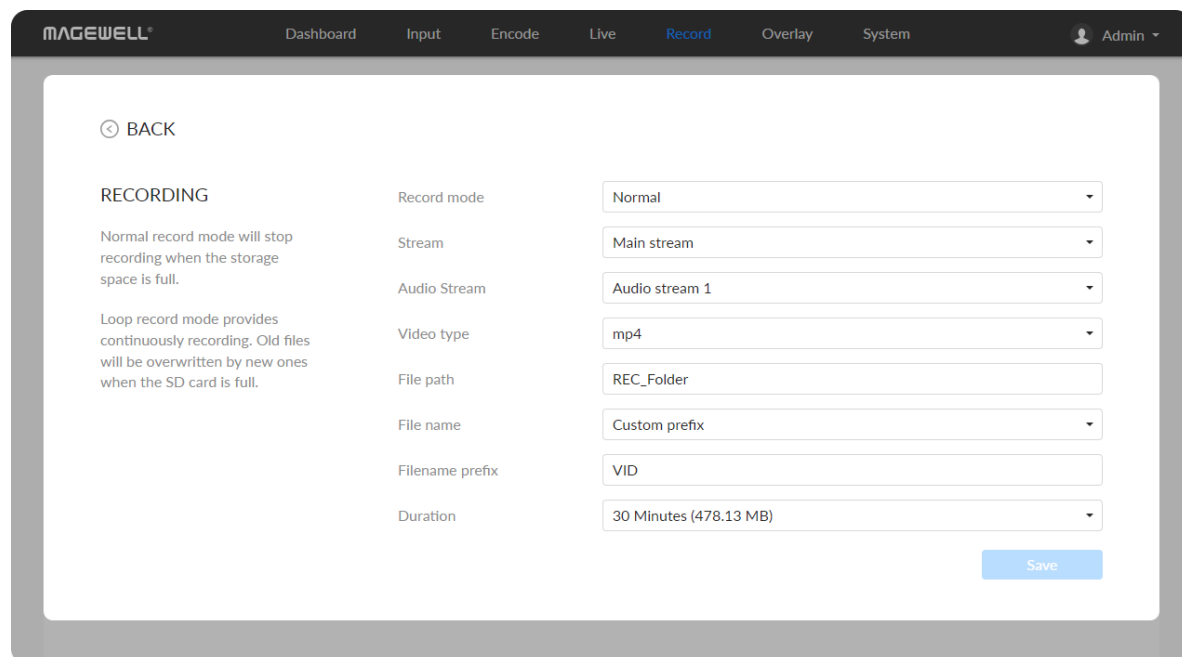 MAGEWELL® Dashboard Input Encode Live Record Overlay System Admin
BACK
RECORDING
Normal record mode will stop
recording when the storage
space is full.
Loop record mode provides
continuously recording. Old files
will be overwritten by new ones
when the SD card is full.
Record mode Normal
Stream Main stream
Audio Stream Audio stream 1
Video type mp4
File path REC_Folder
File name Custom prefix
Filename prefix VID
Duration 30 Minutes (478.13 MB)
Save